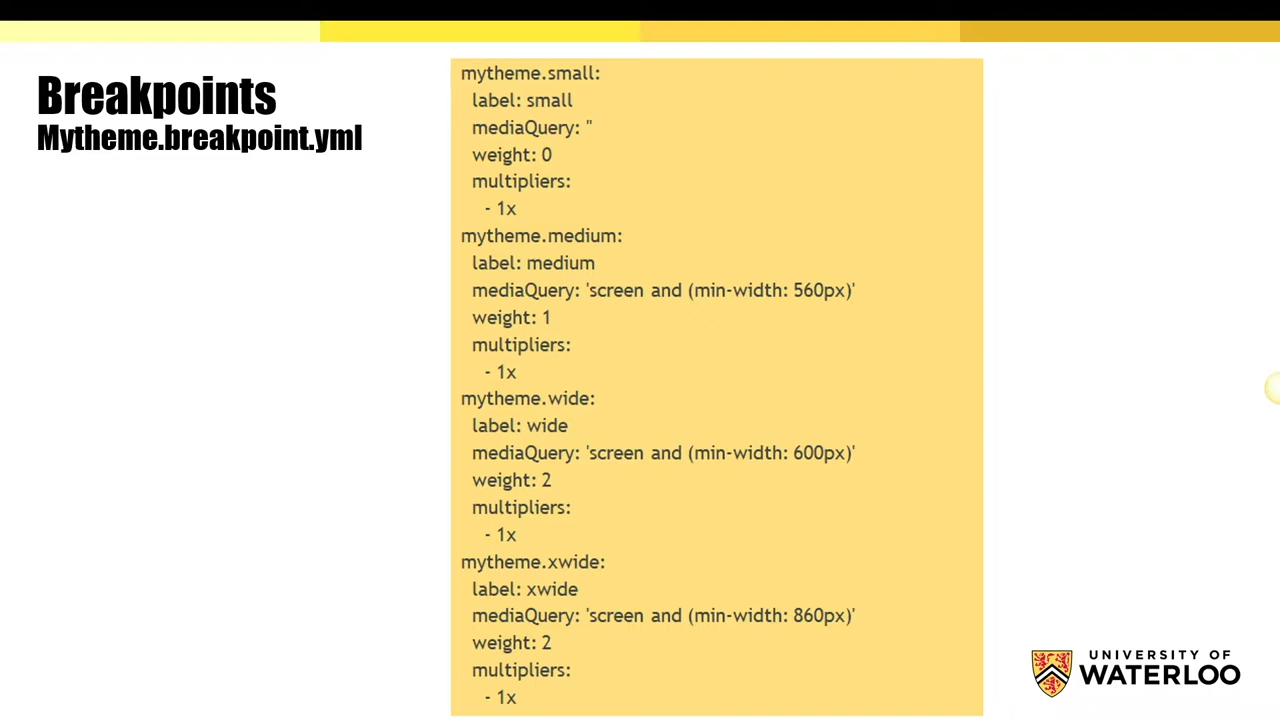 Breakpoints
Mytheme.breakpoint.yml
mytheme.small:
label: small
mediaQuery: "
weight: 0
multipliers:
- 1x
mytheme.medium:
label: medium
mediaQuery: 'screen and (min-width: 560px)'
weight: 1
multipliers:
- 1x
mytheme.wide:
label: wide
mediaQuery: 'screen and (min-width: 600px)'
weight: 2
multipliers:
- 1x
mytheme.xwide:
label: xwide
mediaQuery: 'screen and (min-width: 860px)'
weight: 2
multipliers:
- 1x
UNIVERSITY OF
WATERLOO